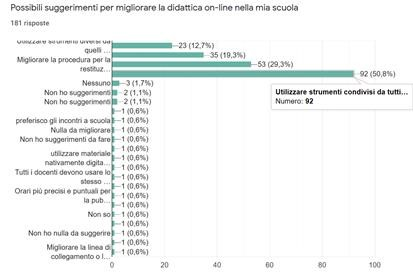 Possibili suggerimenti per migliorare la didattica on-line nella mia scuola
181 risposte
Utilizzare strumenti diversi da
quelli …
23 (12,7%)
35 (19,3%)
Migliorare la procedura per la
restituz…
53 (29,3%)
92 (50,8%)
Utilizzare strumenti condivisi da tutti…
Numero: 92
Nessuno
3 (1,7%)
Non ho suggerimenti
2 (1,1%)
Non ho suggerimenti
2 (1,1%)
1 (0,6%)
preferisco gli incontri a scuola
1 (0,6%)
Nulla da migliorare
1 (0,6%)
Non ho suggerimenti da fare
1 (0,6%)
1 (0,6%)
utilizzare materiale
nativamente digita…
1 (0,6%)
1 (0,6%)
Tutti i docenti devono usare lo
stesso …
1 (0,6%)
1 (0,6%)
Orari più precisi e puntuali per
la pub…
1 (0,6%)
1 (0,6%)
Non so
1 (0,6%)
1 (0,6%)
Non ho nulla da suggerire
1 (0,6%)
1 (0,6%)
Migliorare la linea di
collegamento o l…
1 (0,6%)
0
20
40
60
80
100